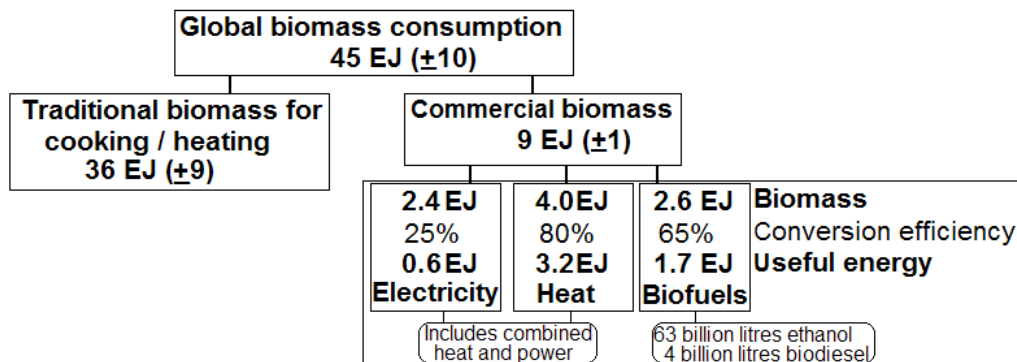 Global biomass consumption
45 EJ (±10)
Traditional biomass for
cooking / heating
36 EJ (±9)
Commercial biomass
9 EJ (±1)
2.4 EJ 4.0 EJ 2.6 EJ Biomass
25% 80% 65% Conversion efficiency
0.6 EJ 3.2 EJ 1.7 EJ Useful energy
Electricity Heat Biofuels
Includes combined
heat and power
63 billion litres ethanol
4 billion litres biodiesel